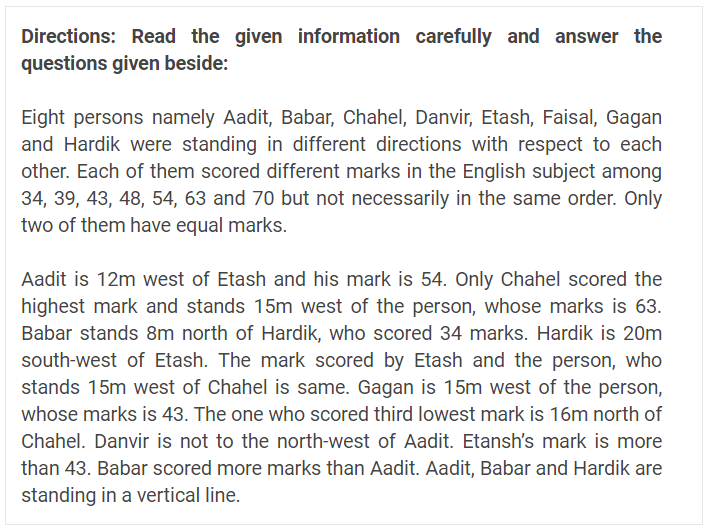 Directions: Read the given information carefully and answer the
questions given beside:
Eight persons namely Aadit, Babar, Chahel, Danvir, Etash, Faisal, Gagan
and Hardik were standing in different directions with respect to each
other. Each of them scored different marks in the English subject among
34, 39, 43, 48, 54, 63 and 70 but not necessarily in the same order. Only
two of them have equal marks.
Aadit is 12m west of Etash and his mark is 54. Only Chahel scored the
highest mark and stands 15m west of the person, whose marks is 63.
Babar stands 8m north of Hardik, who scored 34 marks. Hardik is 20m
south-west of Etash. The mark scored by Etash and the person, who
stands 15m west of Chahel is same. Gagan is 15m west of the person,
whose marks is 43. The one who scored third lowest mark is 16m north of
Chahel. Danvir is not to the north-west of Aadit. Etansh’s mark is more
than 43. Babar scored more marks than Aadit. Aadit, Babar and Hardik are
standing in a vertical line.